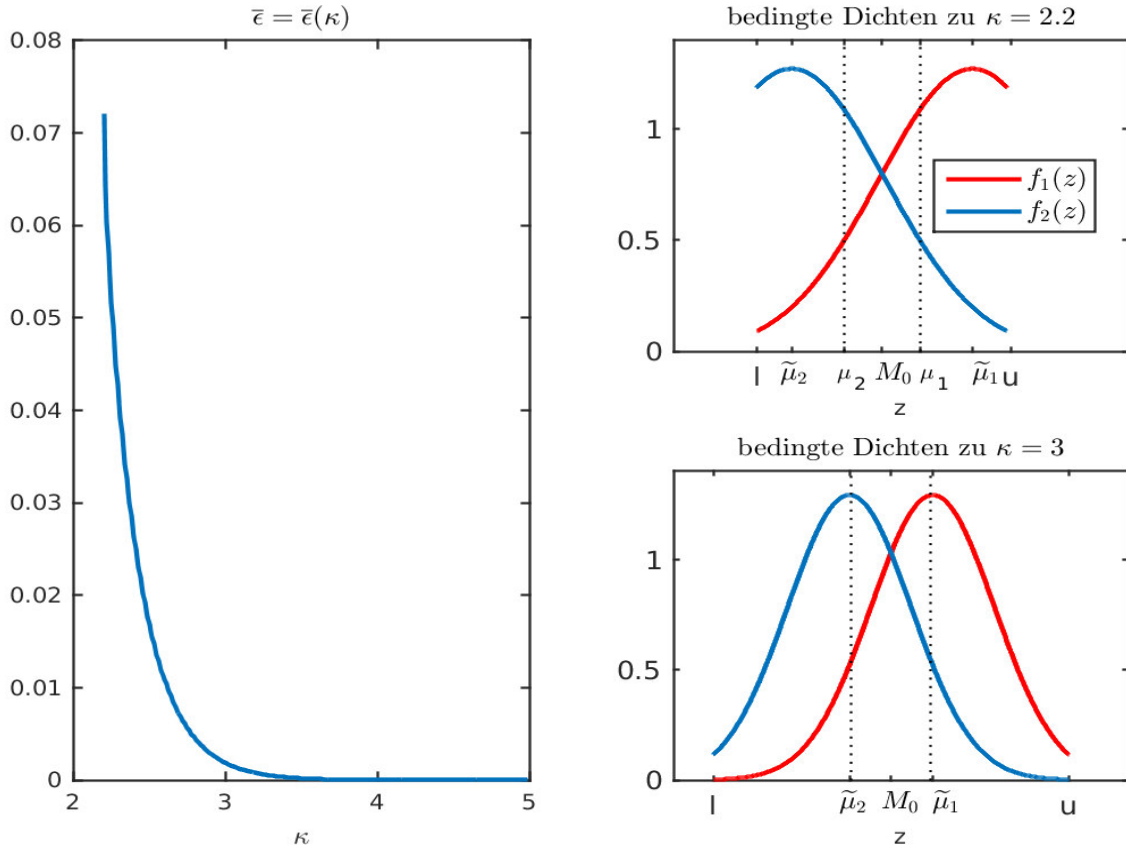 ϵ̅ = ϵ̅(κ)
0.08
0.07
0.06
0.05
0.04
0.03
0.02
0.01
0
2 3 4 5
κ
bedingte Dichten zu κ = 2.2
1
0.5
0
f₁(z)
f₂(z)
l μ̃₂ μ₂ M₀ μ₁ μ̃₁ u
z
bedingte Dichten zu κ = 3
1
0.5
0
l μ̃₂ M₀ μ̃₁ u
z